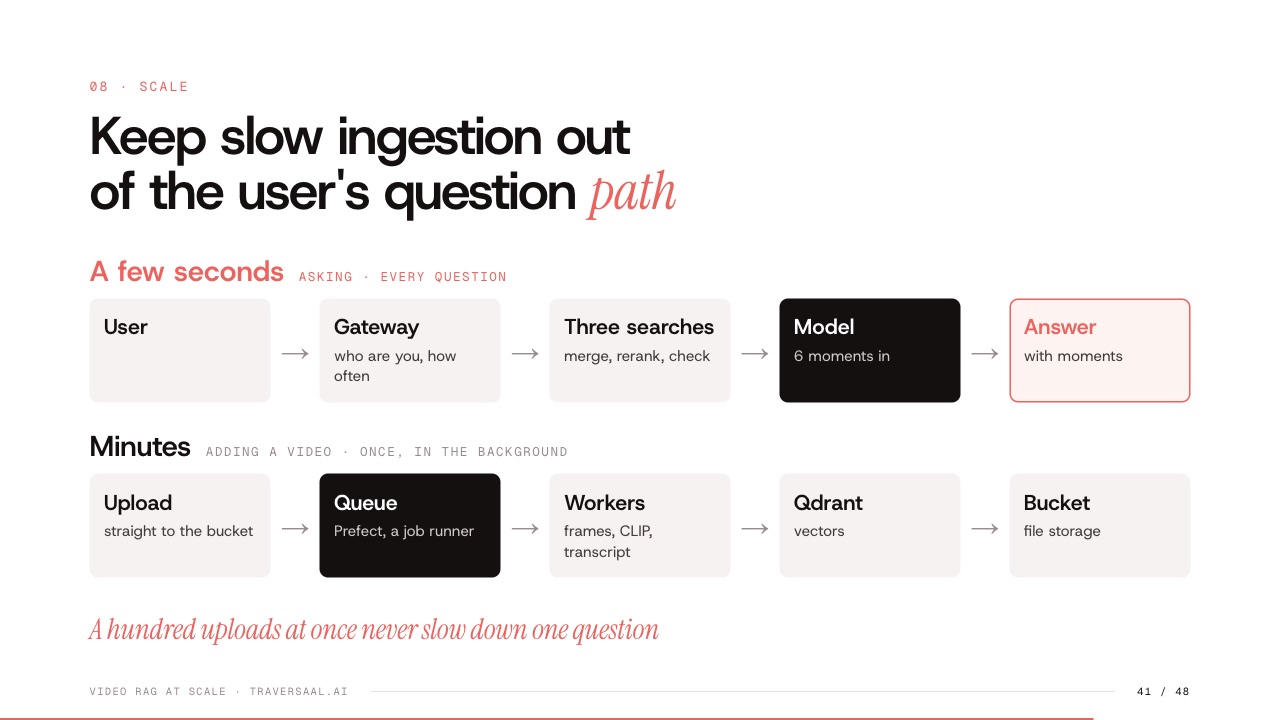 08 · SCALE
Keep slow ingestion out
of the user's question path
A few seconds ASKING · EVERY QUESTION
User
Gateway
who are you, how
often
Three searches
merge, rerank, check
Model
6 moments in
Answer
with moments
Minutes ADDING A VIDEO · ONCE, IN THE BACKGROUND
Upload
straight to the bucket
Queue
Prefect, a job runner
Workers
frames, CLIP,
transcript
Qdrant
vectors
Bucket
file storage
A hundred uploads at once never slow down one question
VIDEO RAG AT SCALE · TRAVERSAAL.AI
41 / 48